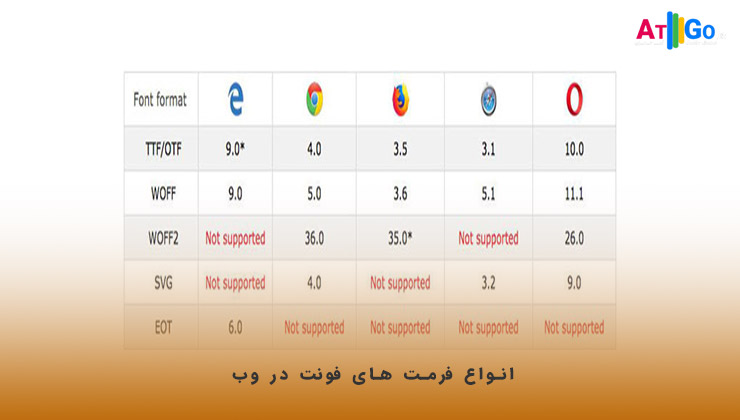 AT Go
Font format
TTF/OTF 9.0* 4.0 3.5 3.1 10.0
WOFF 9.0 5.0 3.6 5.1 11.1
WOFF2 Not supported 36.0 35.0* Not supported 26.0
SVG Not supported 4.0 Not supported 3.2 9.0
EOT 6.0 Not supported Not supported Not supported Not supported
انواع فرمت های فونت در وب